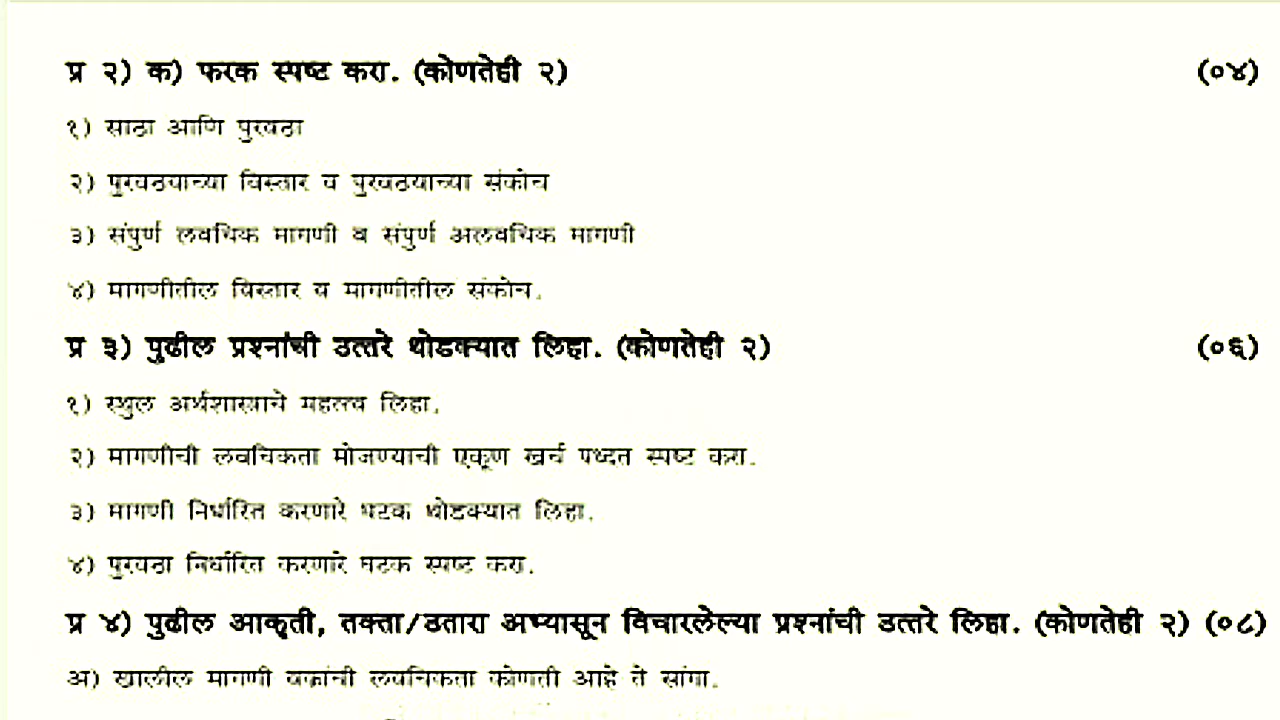 प्र २) क) फरक स्पष्ट करा. (कोणतेही २) (०४)
१) साठा आणि पुरवठा
२) पुरवठयाच्या विस्तार व पुरवठयाच्या संकोच
३) संपुर्ण लवचिक मागणी व संपुर्ण अलवचिक मागणी
४) मागणीतील विस्तार व मागणीतील संकोच.
प्र ३) पुढील प्रश्नांची उत्तरे थोडक्यात लिहा. (कोणतेही २) (०६)
१) स्थुल अर्थशास्त्राचे महत्त्व लिहा.
२) मागणीची लवचिकता मोजण्याची एकूण खर्च पध्दत स्पष्ट करा.
३) मागणी निर्धारित करणारे घटक थोडक्यात लिहा.
४) पुरवठा निर्धारित करणारे घटक स्पष्ट करा.
प्र ४) पुढील आकृती, तक्ता/उतारा अभ्यासून विचारलेल्या प्रश्नांची उत्तरे लिहा. (कोणतेही २) (०८)
अ) खालील मागणी वक्रांची लवचिकता कोणती आहे ते सांगा.